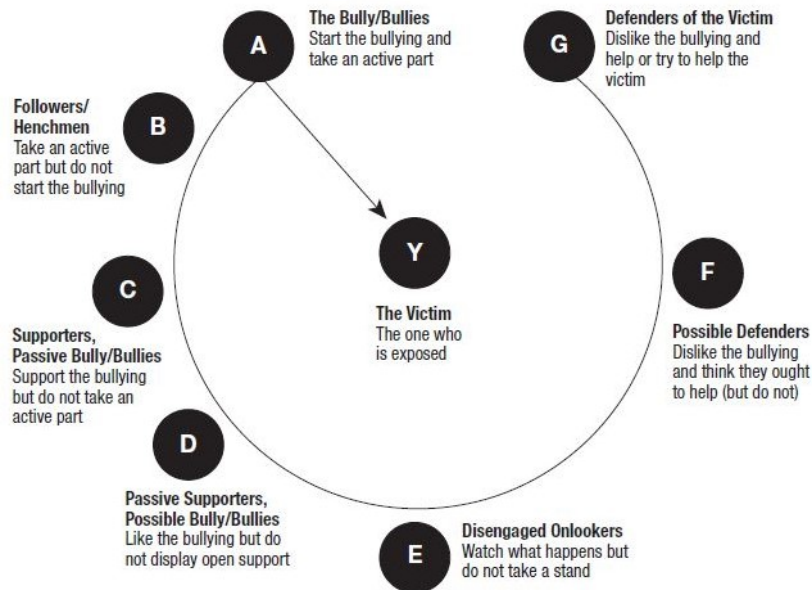 A
The Bully/Bullies
Start the bullying and
take an active part
G
Defenders of the Victim
Dislike the bullying and
help or try to help the
victim
B
Followers/
Henchmen
Take an active
part but do not
start the bullying
Y
The Victim
The one who
is exposed
C
Supporters,
Passive Bully/Bullies
Support the bullying
but do not take an
active part
F
Possible Defenders
Dislike the bullying
and think they ought
to help (but do not)
D
Passive Supporters,
Possible Bully/Bullies
Like the bullying but do
not display open support
E
Disengaged Onlookers
Watch what happens but
do not take a stand